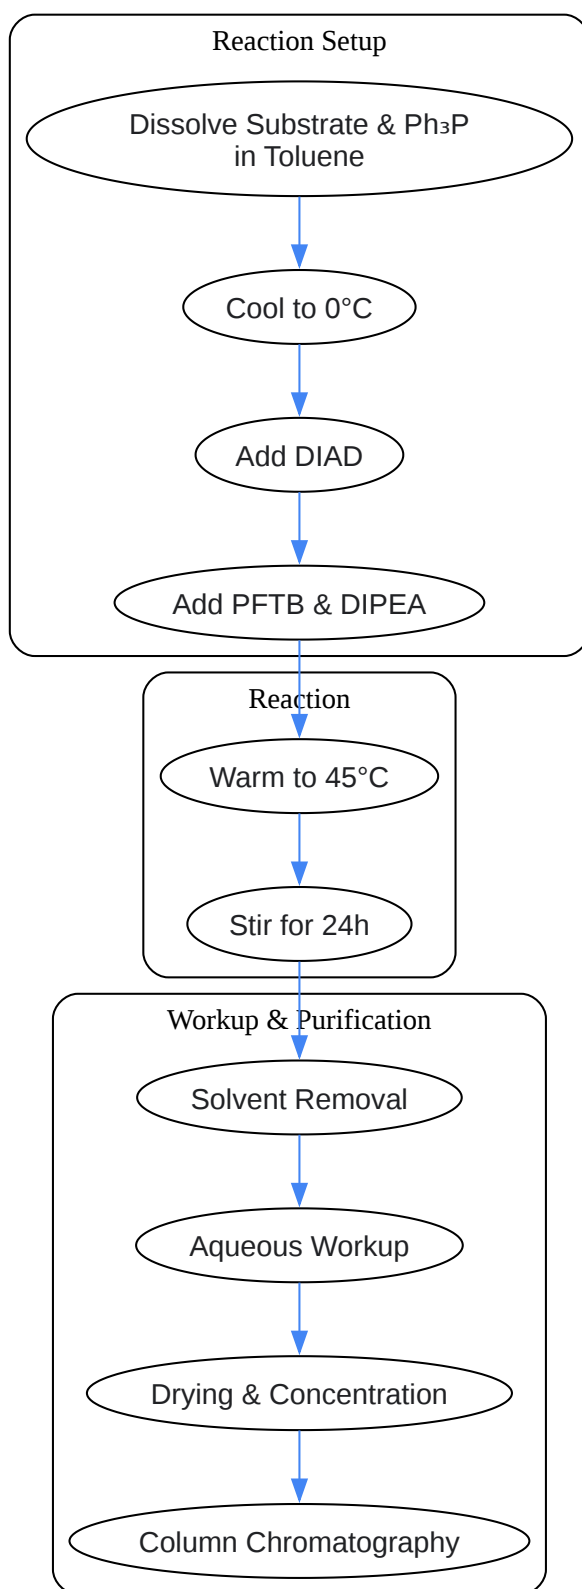 Reaction Setup
Dissolve Substrate & Ph₃P
in Toluene
Cool to 0°C
Add DIAD
Add PFTB & DIPEA
Reaction
Warm to 45°C
Stir for 24h
Workup & Purification
Solvent Removal
Aqueous Workup
Drying & Concentration
Column Chromatography